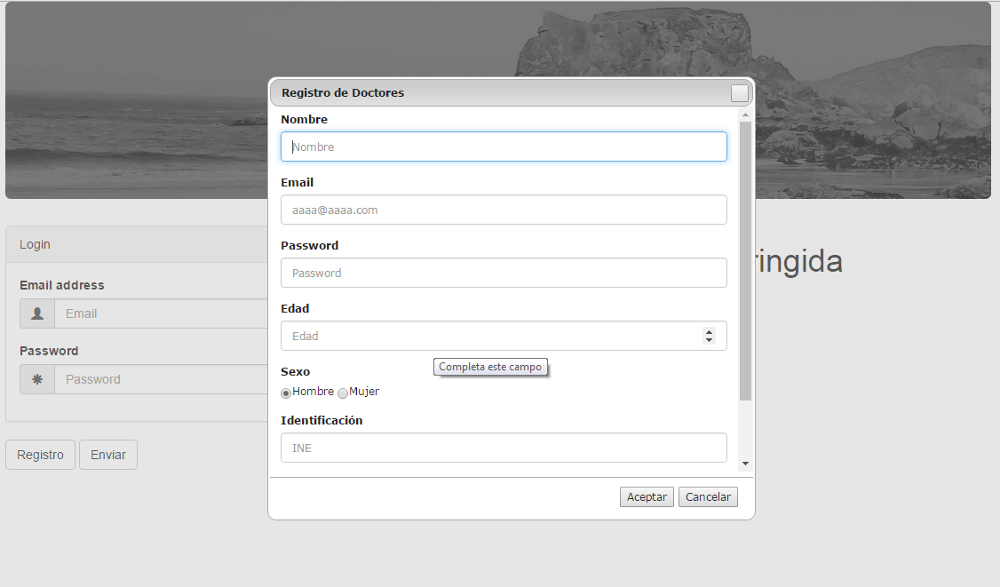 Registro de Doctores
Nombre
Nombre
Email
aaaa@aaaa.com
Password
Password
Edad
Edad
Completa este campo
Sexo
Hombre Mujer
Identificación
INE
Aceptar Cancelar
Login
Email address
Email
Password
Password
Registro Enviar
ringida